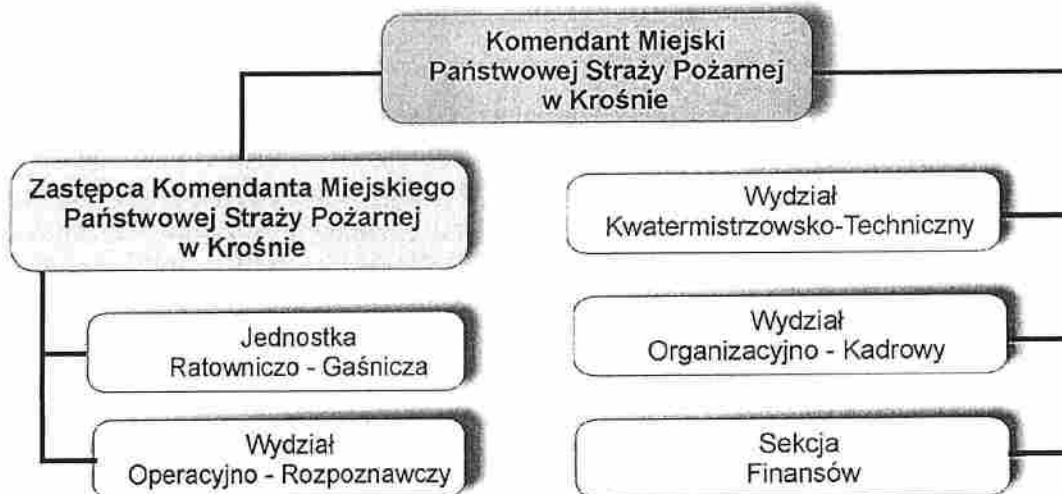 Komendant Miejski
Państwowej Straży Pożarnej
w Krośnie
Zastępca Komendanta Miejskiego
Państwowej Straży Pożarnej
w Krośnie
Jednostka
Ratowniczo - Gaśnicza
Wydział
Operacyjno - Rozpoznawczy
Wydział
Kwatermistrzowsko-Techniczny
Wydział
Organizacyjno - Kadrowy
Sekcja
Finansów